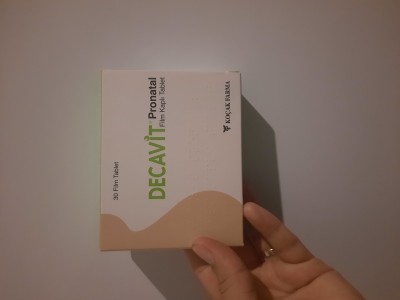 DECAVİT® Pronatal
Film Kaplı Tablet
30 Film Tablet
KOÇAK FARMA